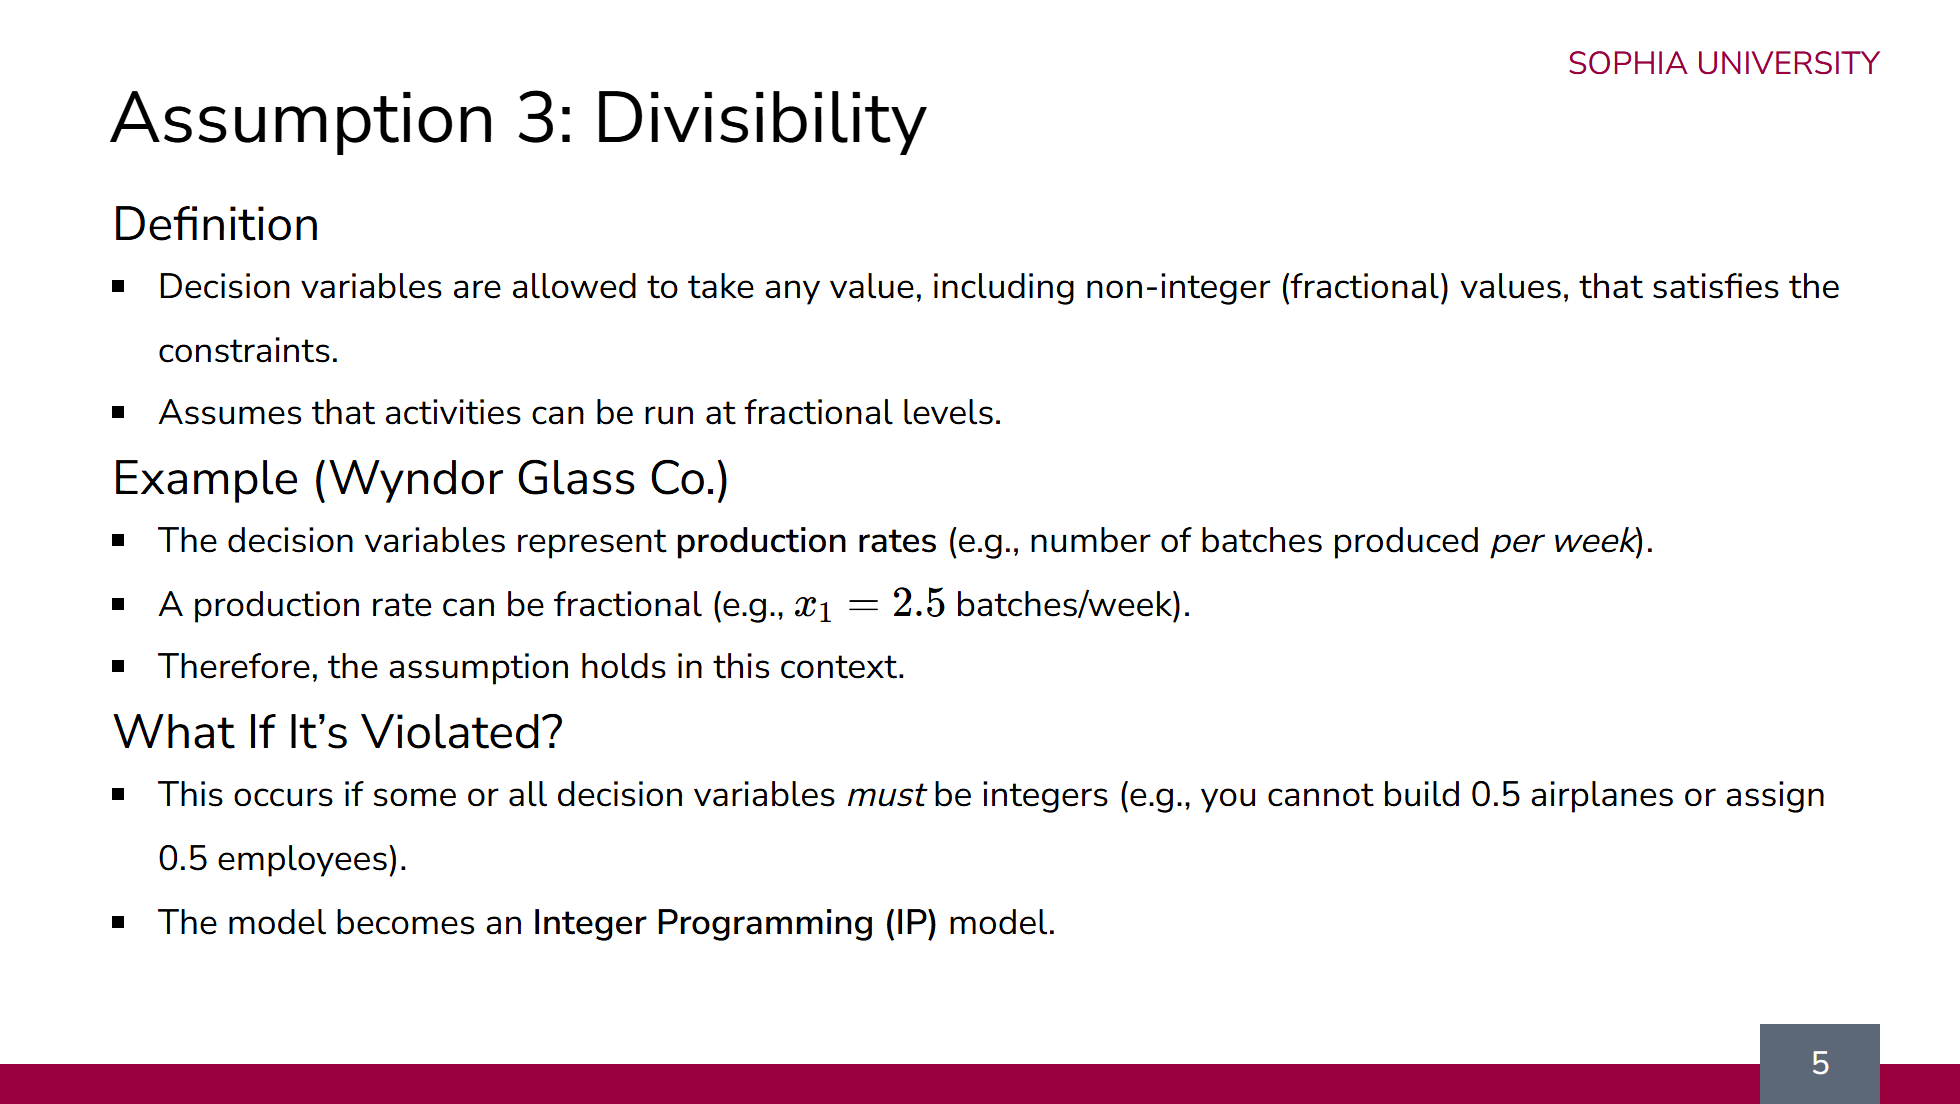 SOPHIA UNIVERSITY
Assumption 3: Divisibility
Definition
▪ Decision variables are allowed to take any value, including non-integer (fractional) values, that satisfies the
constraints.
▪ Assumes that activities can be run at fractional levels.
Example (Wyndor Glass Co.)
▪ The decision variables represent production rates (e.g., number of batches produced per week).
▪ A production rate can be fractional (e.g., x₁ = 2.5 batches/week).
▪ Therefore, the assumption holds in this context.
What If It’s Violated?
▪ This occurs if some or all decision variables must be integers (e.g., you cannot build 0.5 airplanes or assign
0.5 employees).
▪ The model becomes an Integer Programming (IP) model.
5